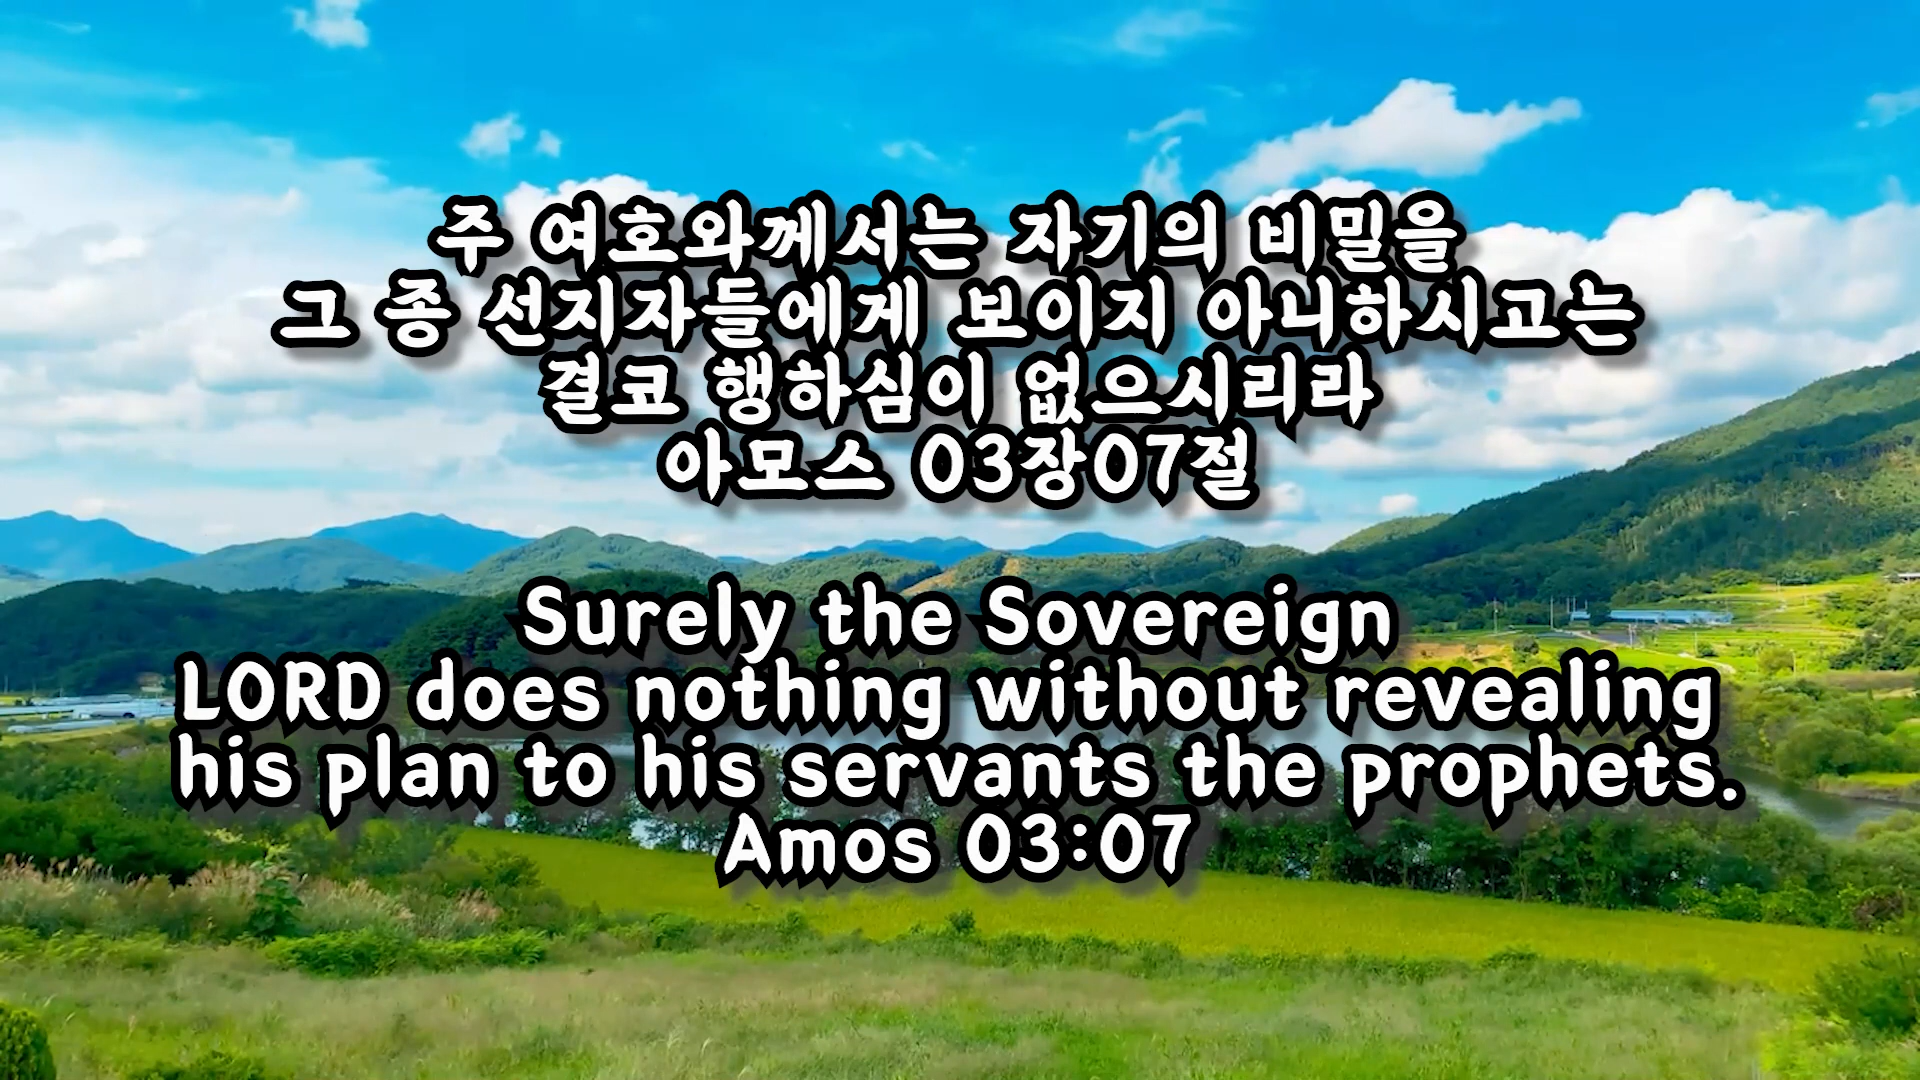 주 여호와께서는 자기의 비밀을
그 종 선지자들에게 보이지 아니하시고는
결코 행하심이 없으시리라
아모스 03장07절
Surely the Sovereign
LORD does nothing without revealing
his plan to his servants the prophets.
Amos 03:07